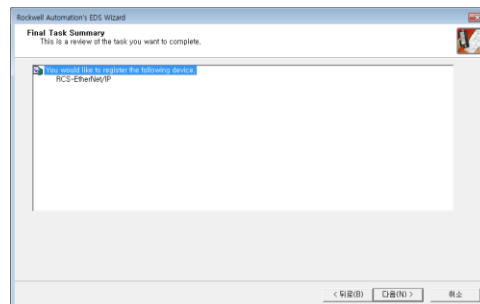 Rockwell Automation's EDS Wizard
Final Task Summary
This is a review of the task you want to complete.
You would like to register the following device.
RCS-EtherNet/IP
< 뒤로(B)
다음(N) >
취소